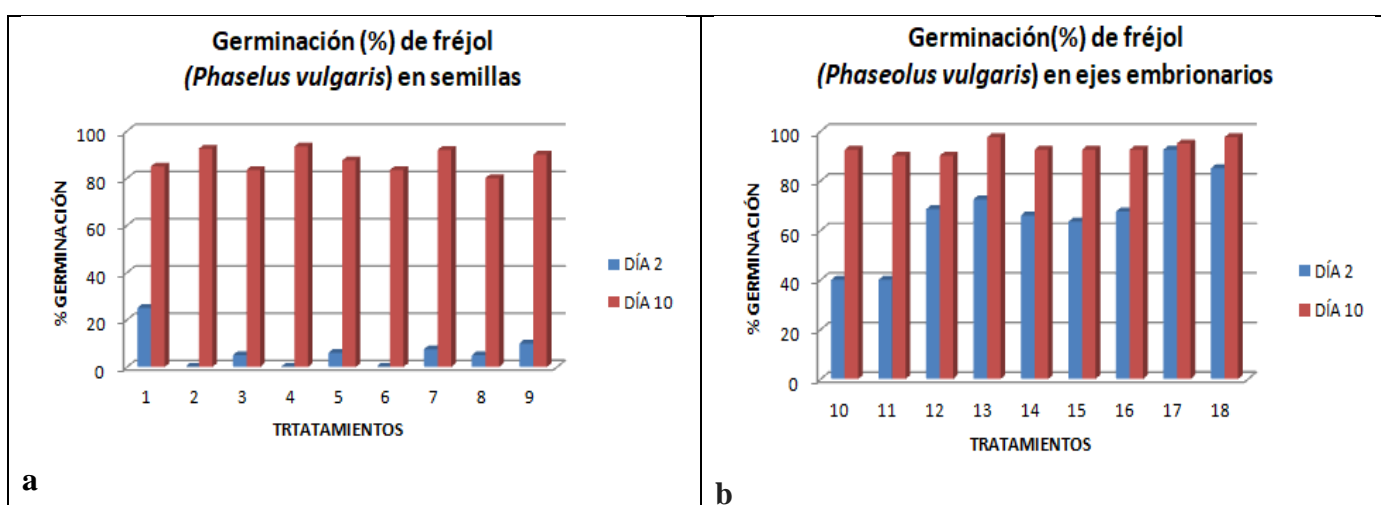 Germinación (%) de fréjol
(Phaselus vulgaris) en semillas
100
80
60
40
20
0
% GERMINACIÓN
1 2 3 4 5 6 7 8 9
TRTATAMIENTOS
DÍA 2
DÍA 10
a
Germinación(%) de fréjol
(Phaseolus vulgaris) en ejes embrionarios
100
80
60
40
20
0
% GERMINACIÓN
10 11 12 13 14 15 16 17 18
TRATAMIENTOS
DÍA 2
DÍA 10
b